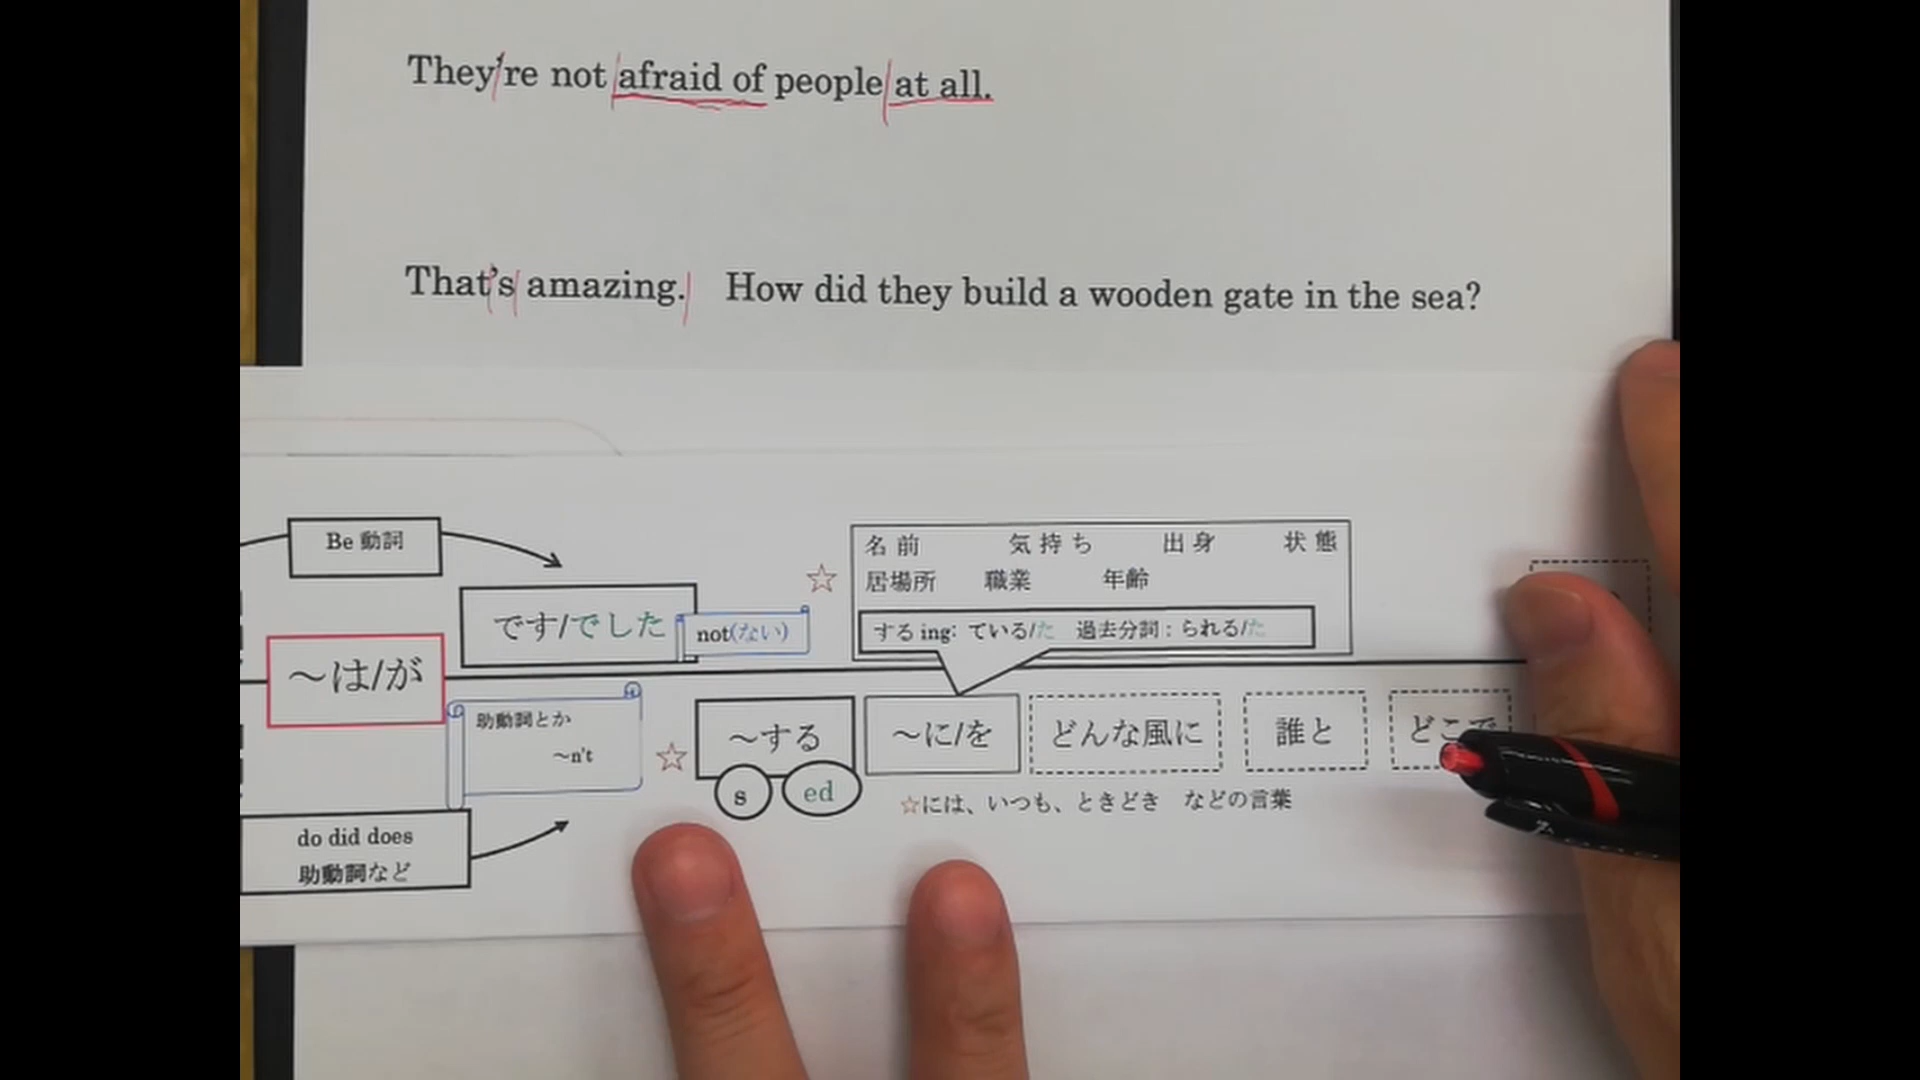 They're not afraid of people at all.
That's amazing. How did they build a wooden gate in the sea?
Be 動詞
名前 気持ち 出身 状態
居場所 職業 年齢
です/でした
not(ない)
する ing: ている/た 過去分詞：られる/た
～は/が
助動詞とか
～n't
～する
～に/を
どんな風に
誰と
どこで
s
ed
☆には、いつも、ときどき などの言葉
do did does
助動詞など